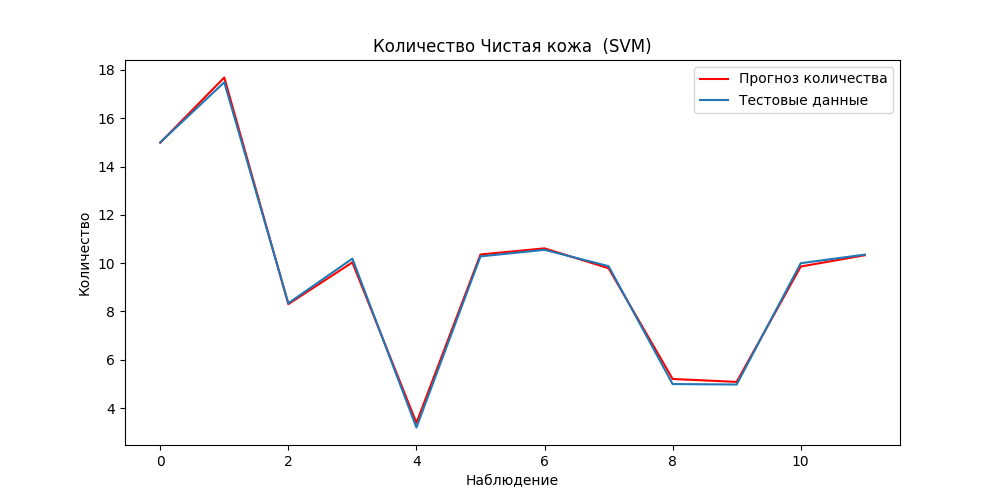 Количество Чистая кожа  (SVM)
Прогноз количества
Тестовые данные
Количество
18
16
14
12
10
8
6
4
0 2 4 6 8 10
Наблюдение